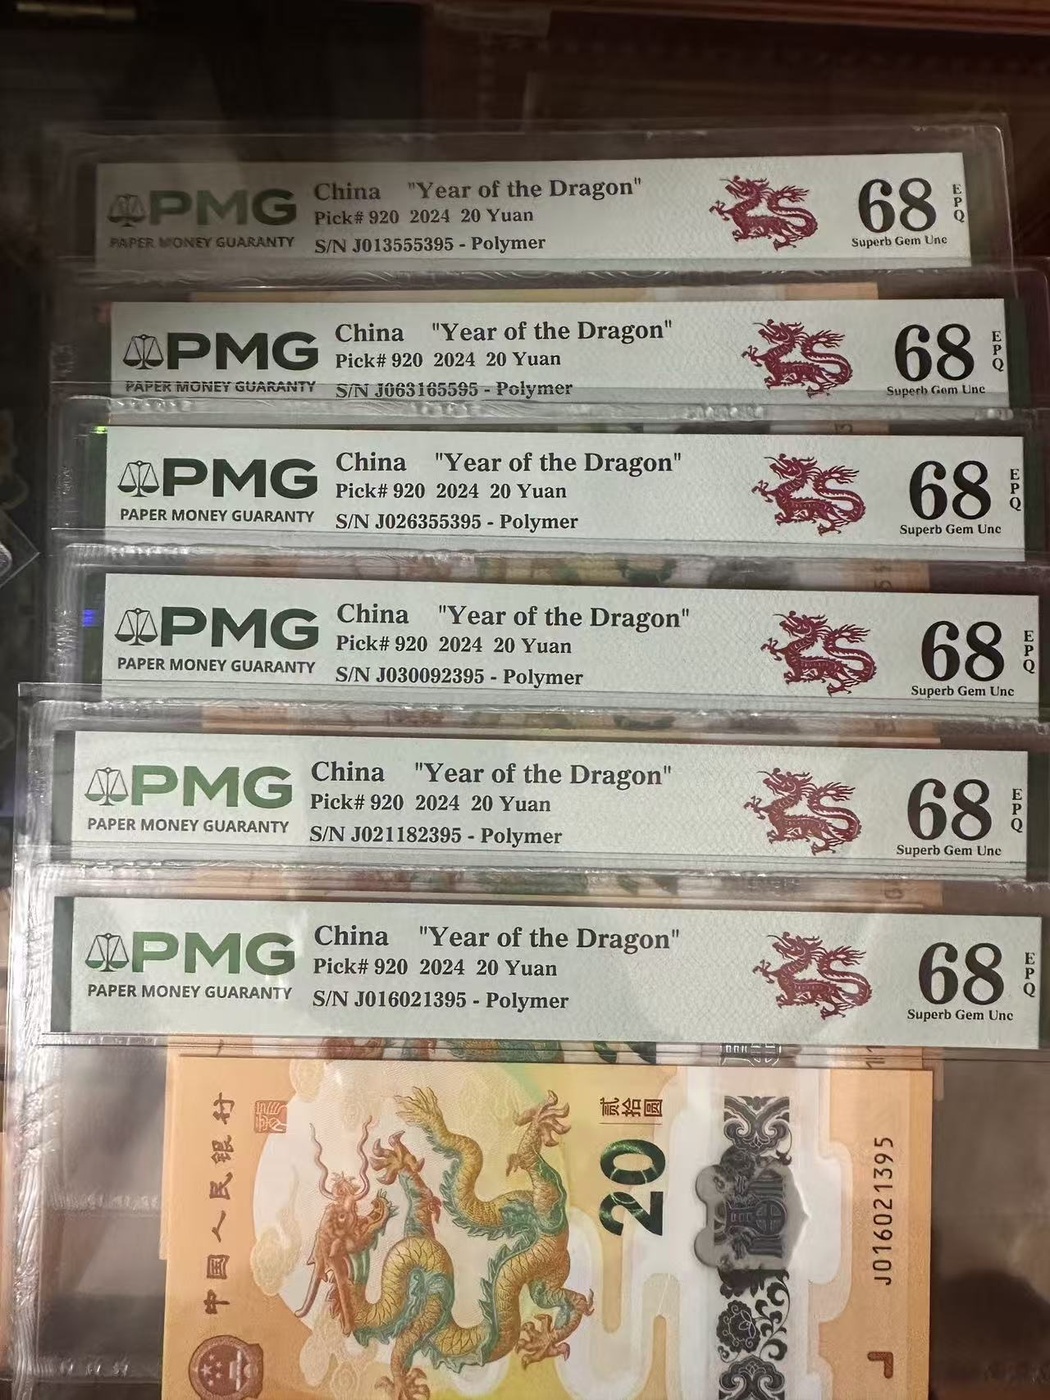 PMG
PAPER MONEY GUARANTY
China "Year of the Dragon"
Pick# 920 2024 20 Yuan
S/N J013555395 - Polymer
68
EPQ
Superb Gem Unc
PMG
PAPER MONEY GUARANTY
China "Year of the Dragon"
Pick# 920 2024 20 Yuan
S/N J063165595 - Polymer
68
EPQ
Superb Gem Unc
PMG
PAPER MONEY GUARANTY
China "Year of the Dragon"
Pick# 920 2024 20 Yuan
S/N J026355395 - Polymer
68
EPQ
Superb Gem Unc
PMG
PAPER MONEY GUARANTY
China "Year of the Dragon"
Pick# 920 2024 20 Yuan
S/N J030092395 - Polymer
68
EPQ
Superb Gem Unc
PMG
PAPER MONEY GUARANTY
China "Year of the Dragon"
Pick# 920 2024 20 Yuan
S/N J021182395 - Polymer
68
EPQ
Superb Gem Unc
PMG
PAPER MONEY GUARANTY
China "Year of the Dragon"
Pick# 920 2024 20 Yuan
S/N J016021395 - Polymer
68
EPQ
Superb Gem Unc
中国人民银行
贰拾圆
20
J016021395